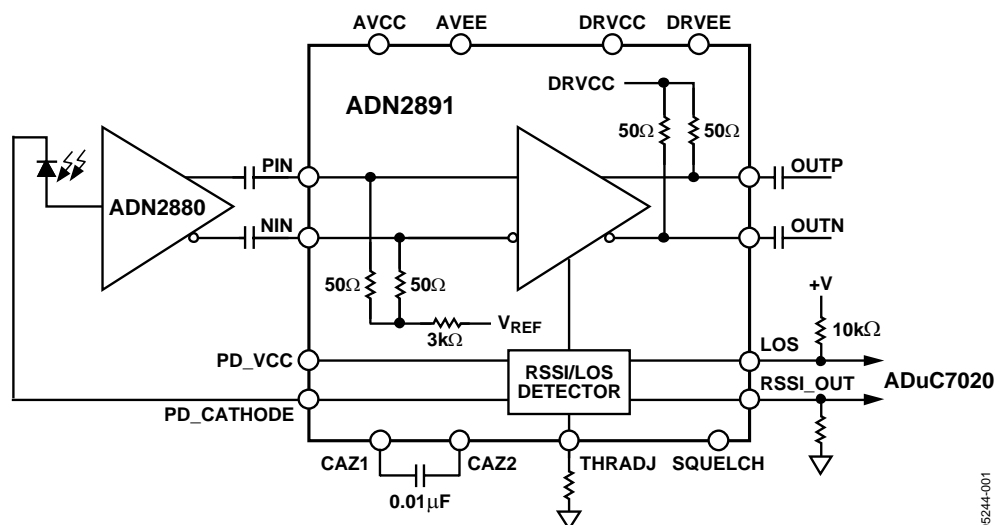 AVCC AVEE DRVCC DRVEE
DRVCC
ADN2891
50Ω 50Ω
PIN OUTP
ADN2880
NIN OUTN
50Ω 50Ω
+V
VREF
10kΩ
3kΩ
LOS
PD_VCC
RSSI/LOS
DETECTOR
ADuC7020
RSSI_OUT
PD_CATHODE
CAZ1 CAZ2 THRADJ SQUELCH
0.01µF
05244-001